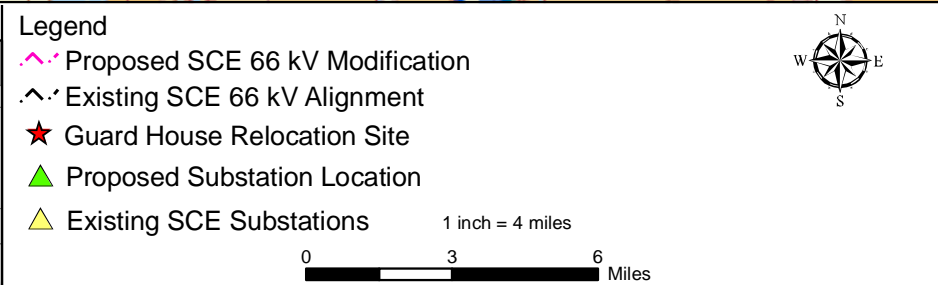 Legend
Proposed SCE 66 kV Modification
Existing SCE 66 kV Alignment
Guard House Relocation Site
Proposed Substation Location
Existing SCE Substations
1 inch = 4 miles
0 3 6
Miles
N
W E
S